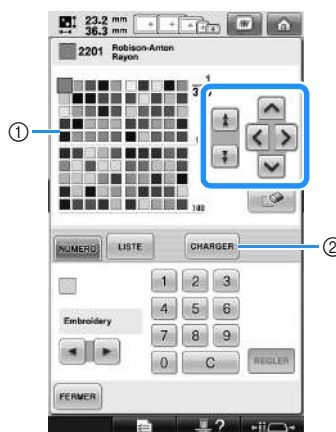 23.2 mm
36.3 mm
2201 Robison-Anton
Rayon
1
3
①
100
NUMERO
LISTE
CHARGER
②
1 2 3
4 5 6
Embroidery
7 8 9
0 C
REGLER
FERMER
?